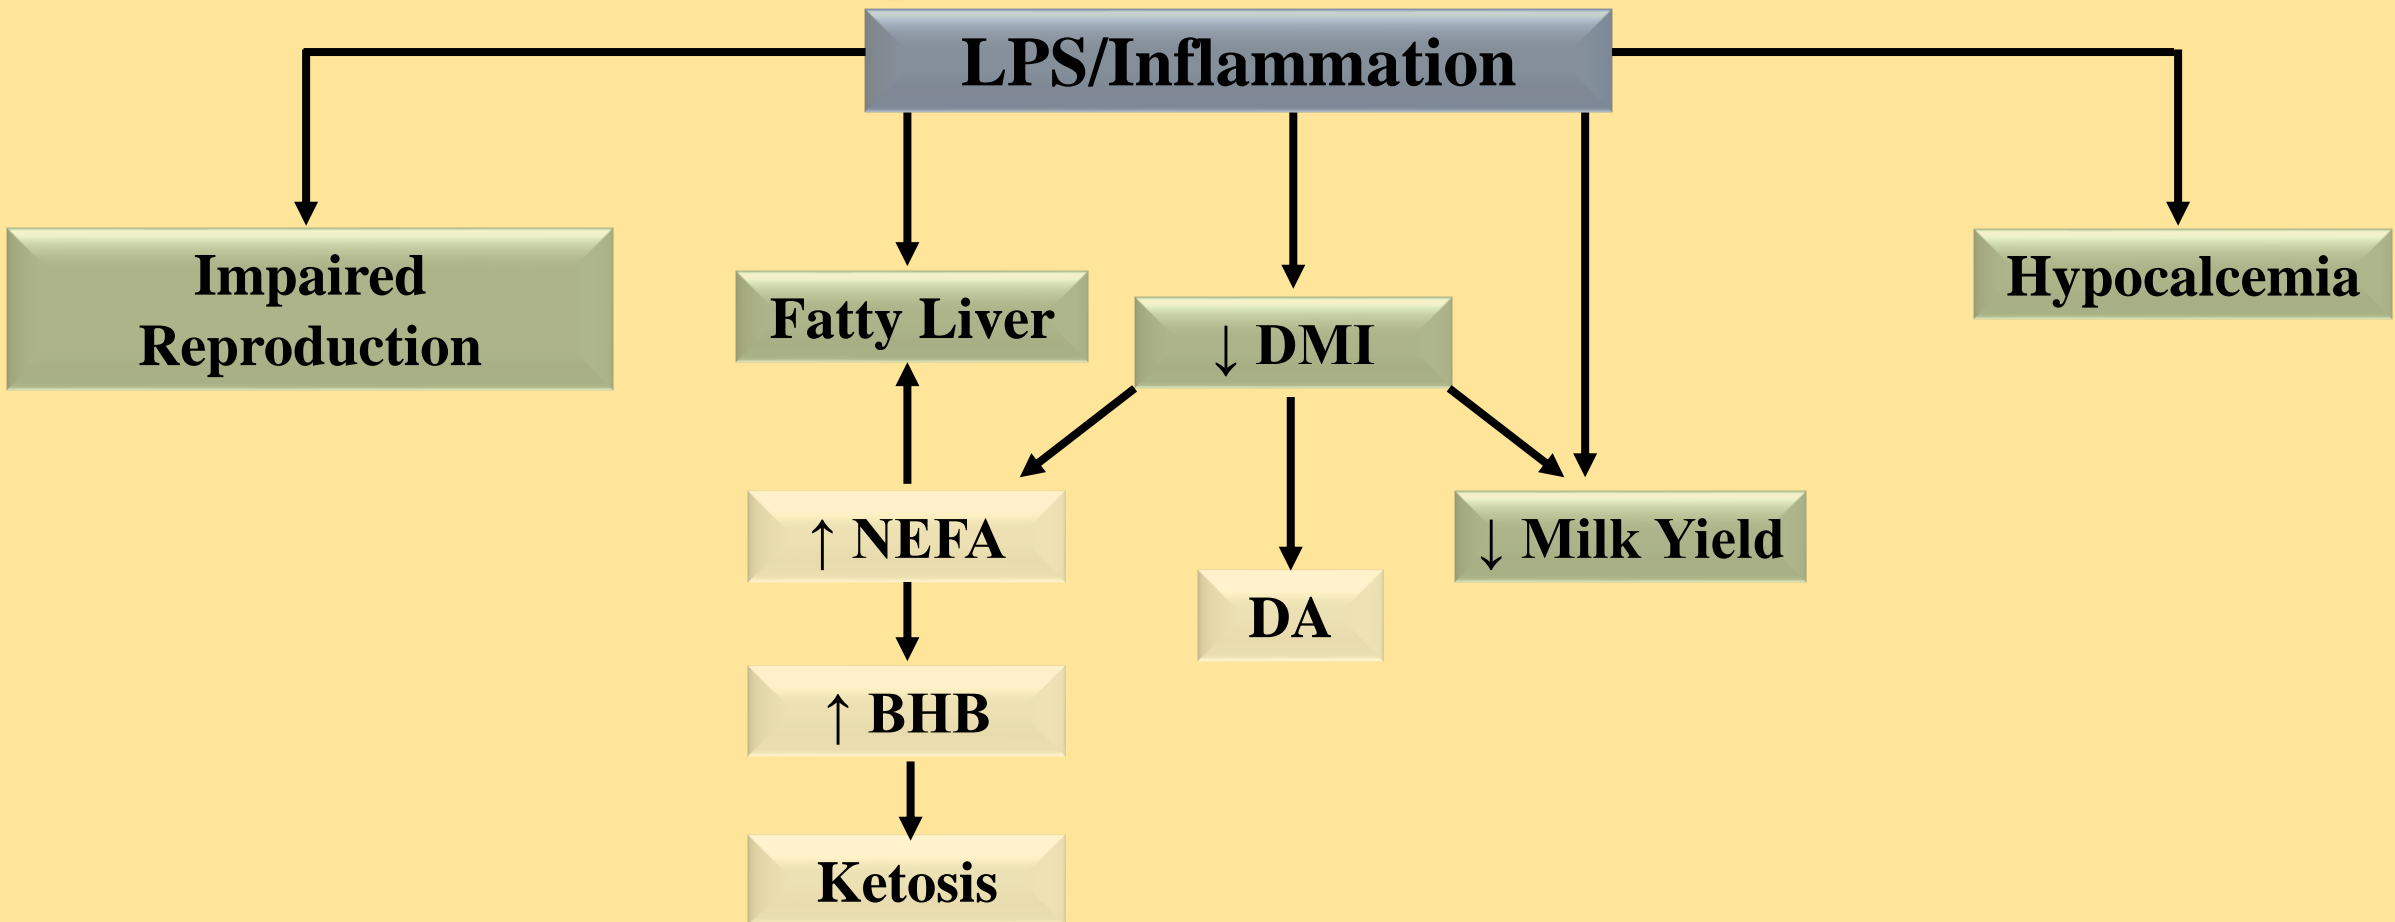 LPS/Inflammation
Impaired
Reproduction
Fatty Liver
↓ DMI
Hypocalcemia
↑ NEFA
↓ Milk Yield
DA
↑ BHB
Ketosis